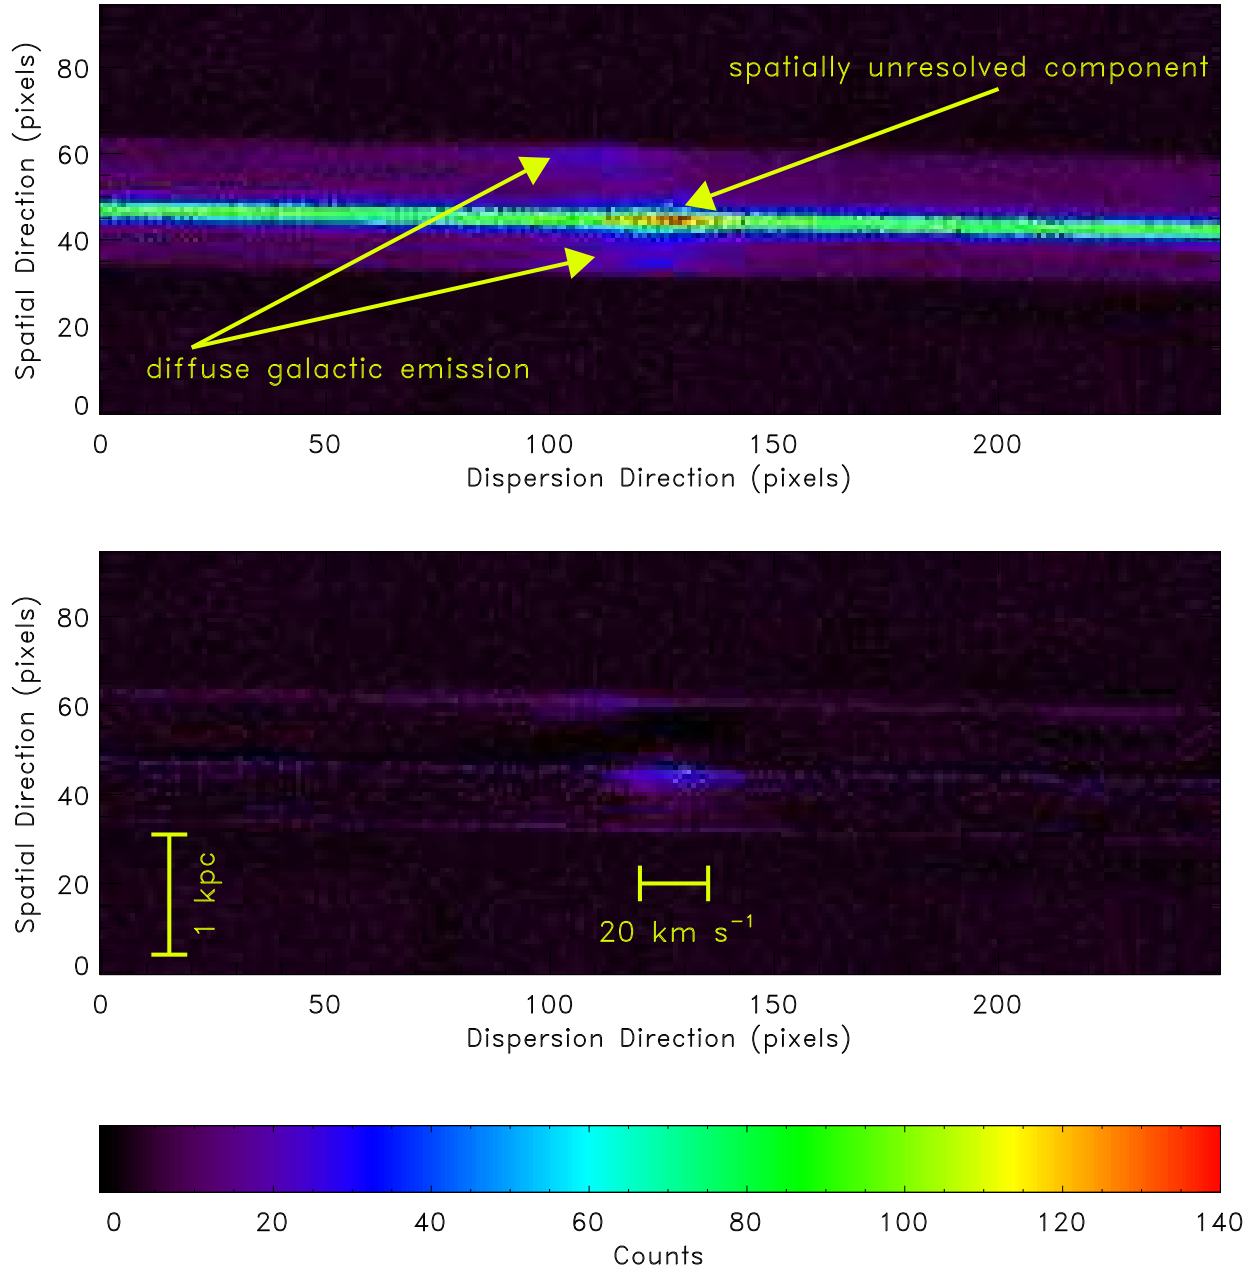 80
60
40
20
0
Spatial Direction (pixels)
spatially unresolved component
diffuse galactic emission
0 50 100 150 200
Dispersion Direction (pixels)
80
60
40
20
0
Spatial Direction (pixels)
1 kpc
20 km s⁻¹
0 50 100 150 200
Dispersion Direction (pixels)
0 20 40 60 80 100 120 140
Counts